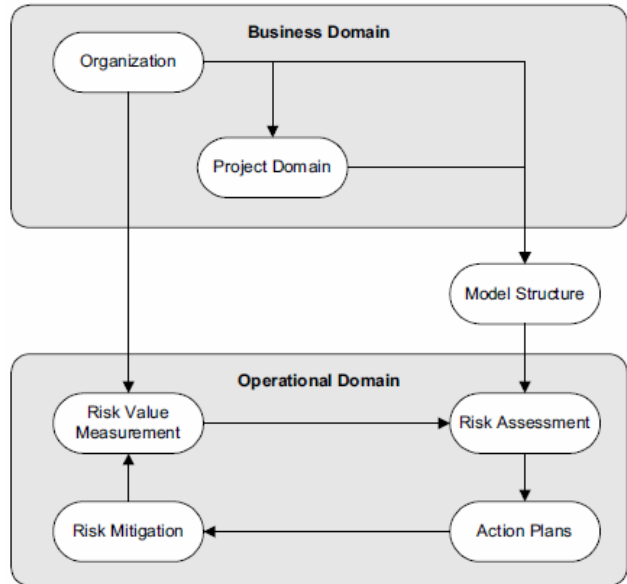 Business Domain
Organization
Project Domain
Model Structure
Operational Domain
Risk Value
Measurement
Risk Assessment
Risk Mitigation
Action Plans